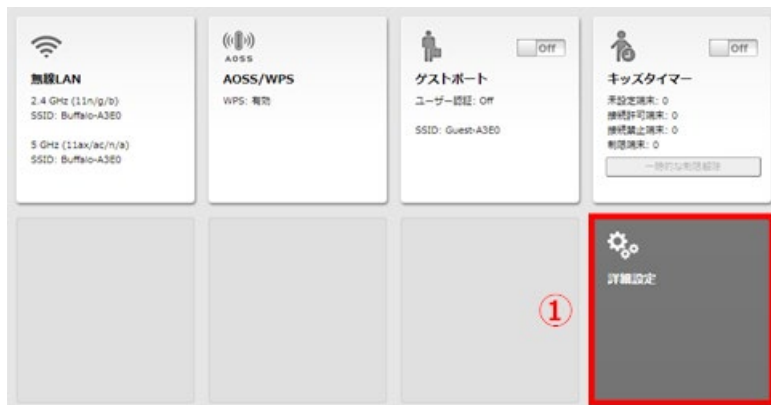 無線LAN
2.4 GHz (11n/g/b)
SSID: Buffalo-A3E0
5 GHz (11ax/ac/n/a)
SSID: Buffalo-A3E0
AOSS
AOSS/WPS
WPS: 有効
Off
ゲストポート
ユーザー認証: Off
SSID: Guest-A3E0
Off
キッズタイマー
未設定端末: 0
接続許可端末: 0
接続禁止端末: 0
制限端末: 0
一時的な制限解除
①
詳細設定